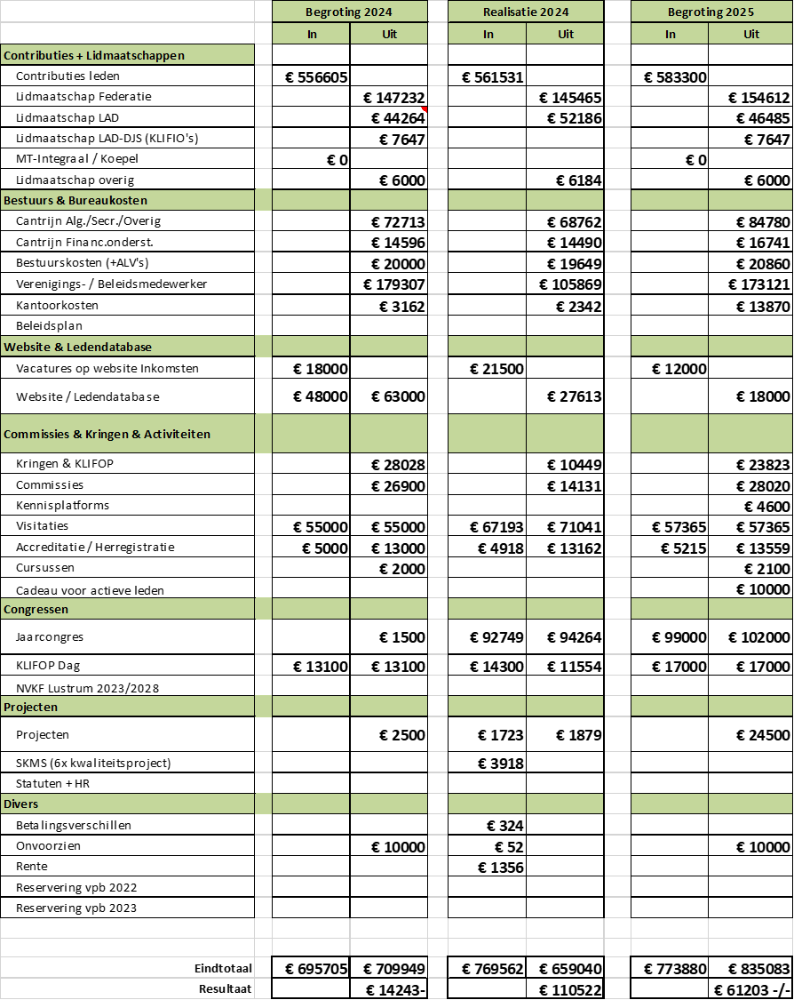 Begroting 2024 Realisatie 2024 Begroting 2025
In Uit In Uit In Uit
Contributies + Lidmaatschappen
Contributies leden € 556605 € 561531 € 583300
Lidmaatschap Federatie € 147232 € 145465 € 154612
Lidmaatschap LAD € 44264 € 52186 € 46485
Lidmaatschap LAD-DJS (KLIFIO's) € 7647 € 7647
MT-Integraal / Koepel € 0 € 0
Lidmaatschap overig € 6000 € 6184 € 6000
Bestuurs & Bureaukosten
Cantrijn Alg./Secr./Overig € 72713 € 68762 € 84780
Cantrijn Financ.onderst. € 14596 € 14490 € 16741
Bestuurskosten (+ALV's) € 20000 € 19649 € 20860
Verenigings- / Beleidsmedewerker € 179307 € 105869 € 173121
Kantoorkosten € 3162 € 2342 € 13870
Beleidsplan
Website & Ledendatabase
Vacatures op website Inkomsten € 18000 € 21500 € 12000
Website / Ledendatabase € 48000 € 63000 € 27613 € 18000
Commissies & Kringen & Activiteiten
Kringen & KLIFOP € 28028 € 10449 € 23823
Commissies € 26900 € 14131 € 28020
Kennisplatforms € 4600
Visitaties € 55000 € 55000 € 67193 € 71041 € 57365 € 57365
Accreditatie / Herregistratie € 5000 € 13000 € 4918 € 13162 € 5215 € 13559
Cursussen € 2000 € 2100
Cadeau voor actieve leden € 10000
Congressen
Jaarcongres € 1500 € 92749 € 94264 € 99000 € 102000
KLIFOP Dag € 13100 € 13100 € 14300 € 11554 € 17000 € 17000
NVKF Lustrum 2023/2028
Projecten
Projecten € 2500 € 1723 € 1879 € 24500
SKMS (6x kwaliteitsproject) € 3918
Statuten + HR
Divers
Betalingsverschillen € 324
Onvoorzien € 10000 € 52 € 10000
Rente € 1356
Reservering vpb 2022
Reservering vpb 2023
Eindtotaal € 695705 € 709949 € 769562 € 659040 € 773880 € 835083
Resultaat € 14243- € 110522 € 61203 -/-